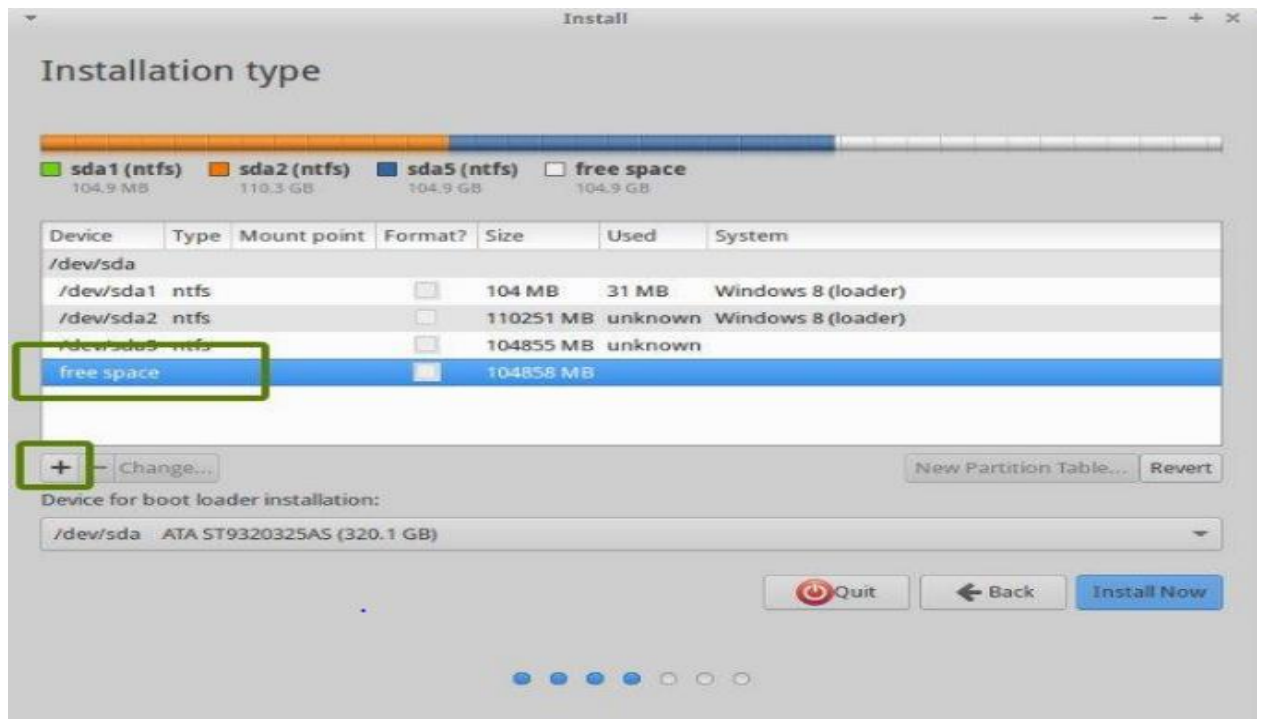 Install
Installation type
sda1 (ntfs) sda2 (ntfs) sda5 (ntfs) free space
104.9 MB 110.3 GB 104.9 GB 104.9 GB
Device Type Mount point Format? Size Used System
/dev/sda
/dev/sda1 ntfs 104 MB 31 MB Windows 8 (loader)
/dev/sda2 ntfs 110251 MB unknown Windows 8 (loader)
/dev/sda5 ntfs 104855 MB unknown
free space 104858 MB
+ - Change... New Partition Table... Revert
Device for boot loader installation:
/dev/sda ATA ST9320325AS (320.1 GB)
Quit Back Install Now